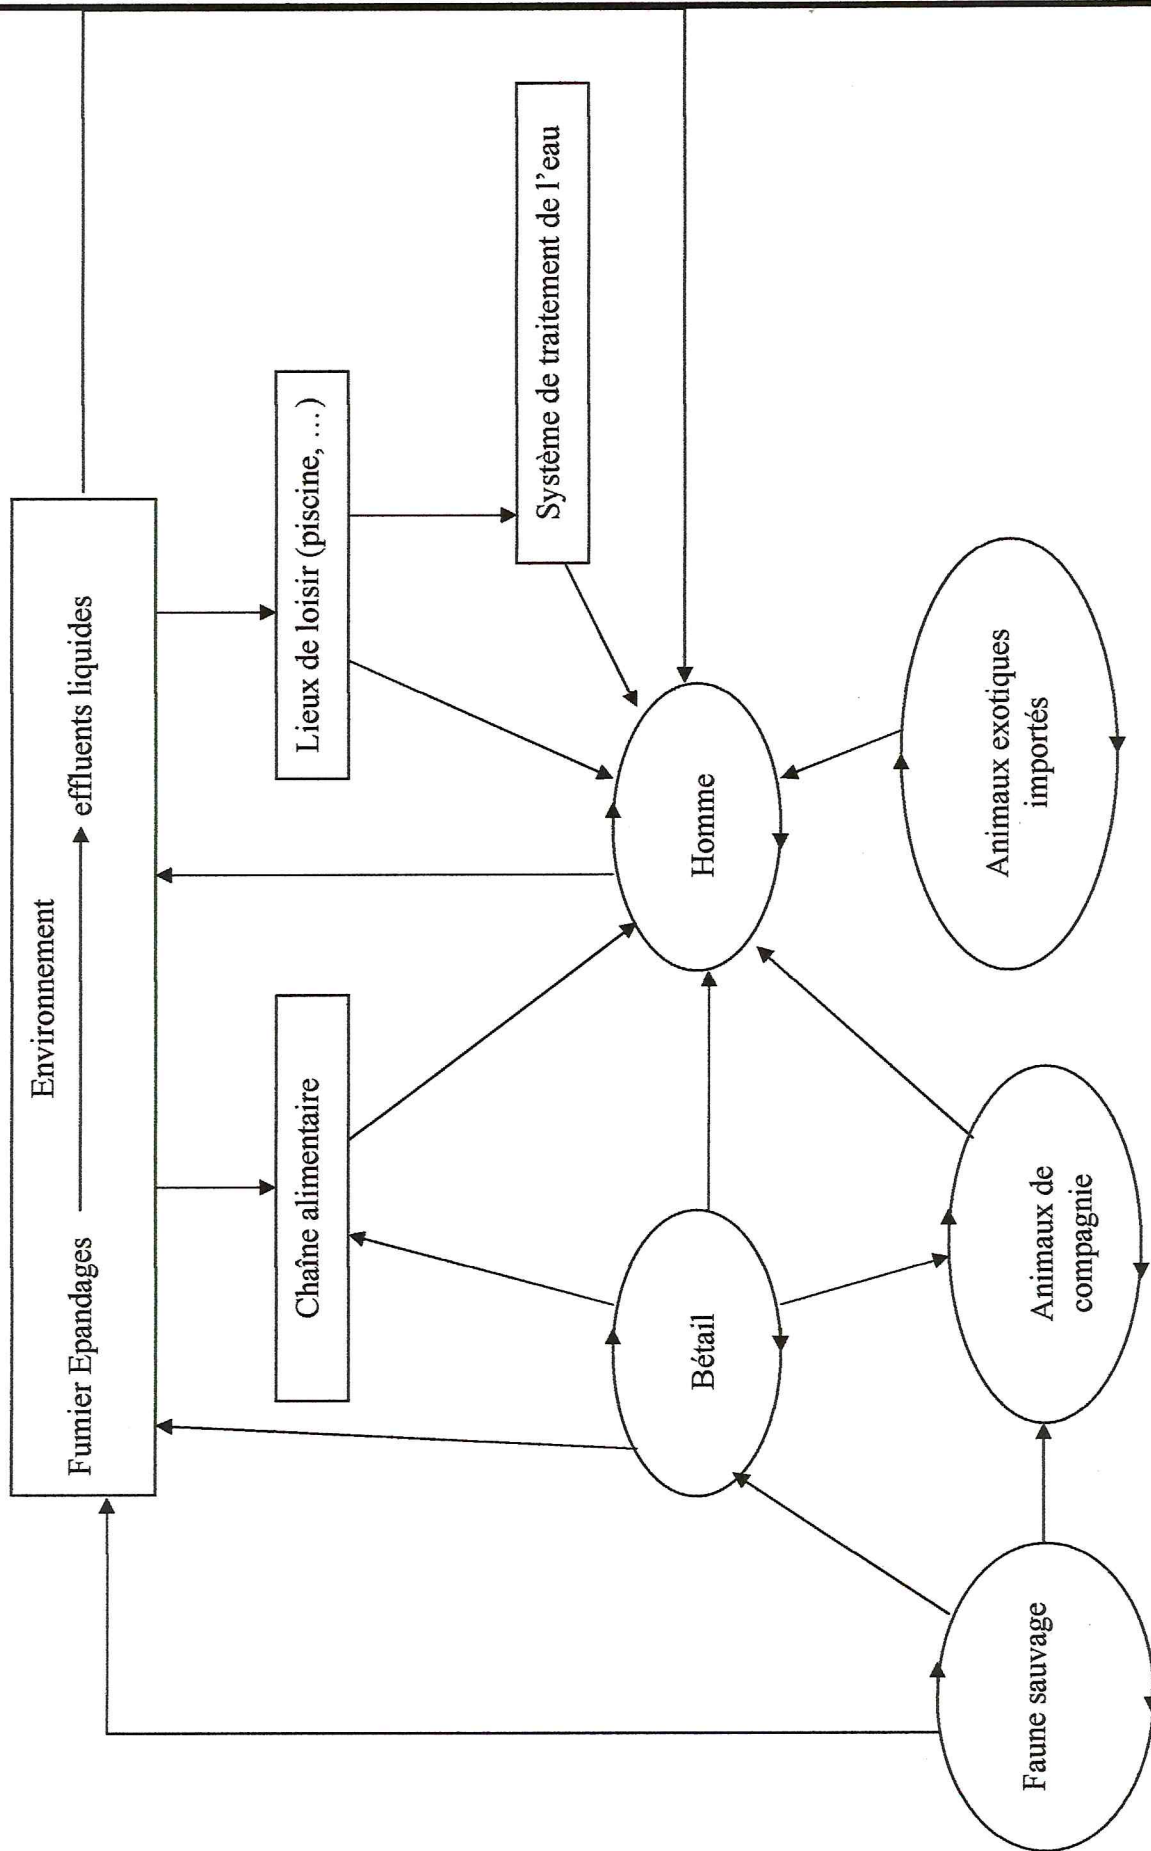 Environnement
Fumier Epandages
effluents liquides
Chaîne alimentaire
Lieux de loisir (piscine, …)
Système de traitement de l’eau
Bétail
Homme
Faune sauvage
Animaux de
compagnie
Animaux exotiques
importés